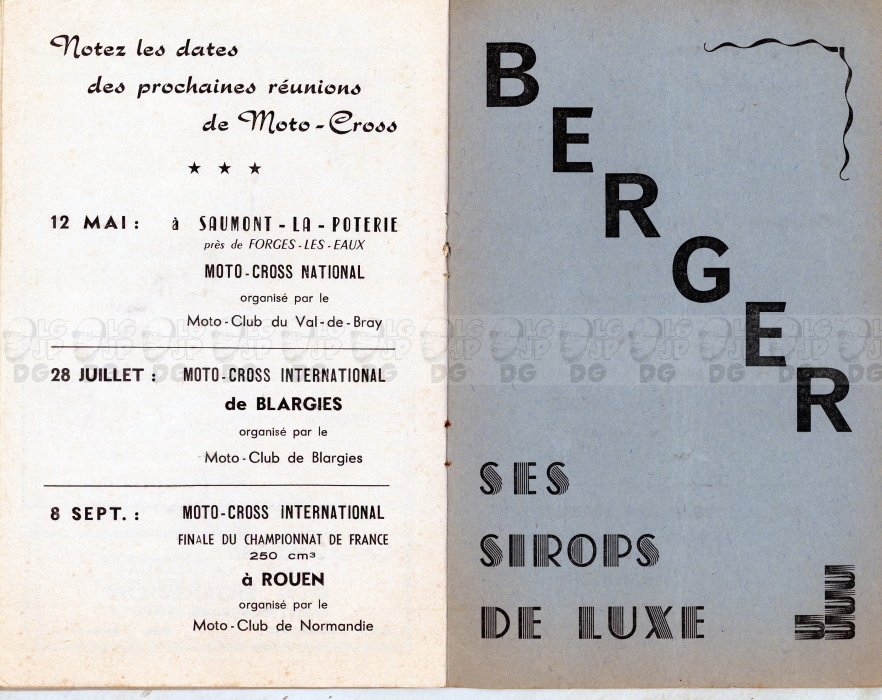 Notez les dates
des prochaines réunions
de Moto-Cross
★ ★ ★
12 MAI : à SAUMONT-LA-POTERIE
près de FORGES-LES-EAUX
MOTO-CROSS NATIONAL
organisé par le
Moto-Club du Val-de-Bray
28 JUILLET : MOTO-CROSS INTERNATIONAL
de BLARGIES
organisé par le
Moto-Club de Blargies
8 SEPT. : MOTO-CROSS INTERNATIONAL
FINALE DU CHAMPIONNAT DE FRANCE
250 cm³
à ROUEN
organisé par le
Moto-Club de Normandie
BERGER
SES
SIROPS
DE LUXE